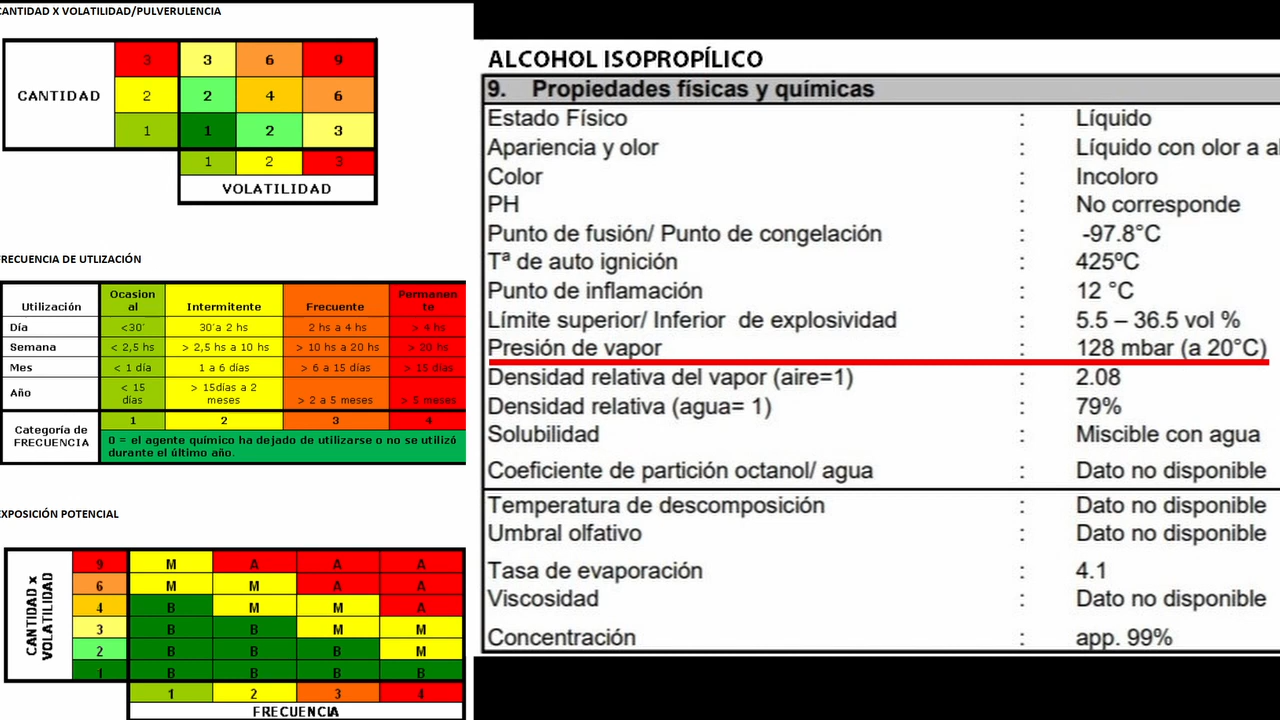 CANTIDAD X VOLATILIDAD/PULVERULENCIA
CANTIDAD
3 3 6 9
2 2 4 6
1 1 2 3
1 2 3
VOLATILIDAD
FRECUENCIA DE UTLIZACIÓN
Utilización Ocasion al Intermitente Frecuente Permanen te
Día <30´ 30´a 2 hs 2 hs a 4 hs > 4 hs
Semana < 2,5 hs > 2,5 hs a 10 hs > 10 hs a 20 hs > 20 hs
Mes < 1 día 1 a 6 días > 6 a 15 días > 15 días
Año < 15 días > 15días a 2 meses > 2 a 5 meses > 5 meses
Categoría de FRECUENCIA 1 2 3 4
0 = el agente químico ha dejado de utilizarse o no se utilizó
durante el último año.
EXPOSICIÓN POTENCIAL
CANTIDAD x
VOLATILIDAD
9 M A A A
6 M M A A
4 B M M A
3 B B M M
2 B B B M
1 B B B B
1 2 3 4
FRECUENCIA
ALCOHOL ISOPROPÍLICO
9. Propiedades físicas y químicas
Estado Físico : Líquido
Apariencia y olor : Líquido con olor a al
Color : Incoloro
PH : No corresponde
Punto de fusión/ Punto de congelación : -97.8°C
Tª de auto ignición : 425ºC
Punto de inflamación : 12 °C
Límite superior/ Inferior de explosividad : 5.5 – 36.5 vol %
Presión de vapor : 128 mbar (a 20°C)
Densidad relativa del vapor (aire=1) : 2.08
Densidad relativa (agua= 1) : 79%
Solubilidad : Miscible con agua
Coeficiente de partición octanol/ agua : Dato no disponible
Temperatura de descomposición : Dato no disponible
Umbral olfativo : Dato no disponible
Tasa de evaporación : 4.1
Viscosidad : Dato no disponible
Concentración : app. 99%